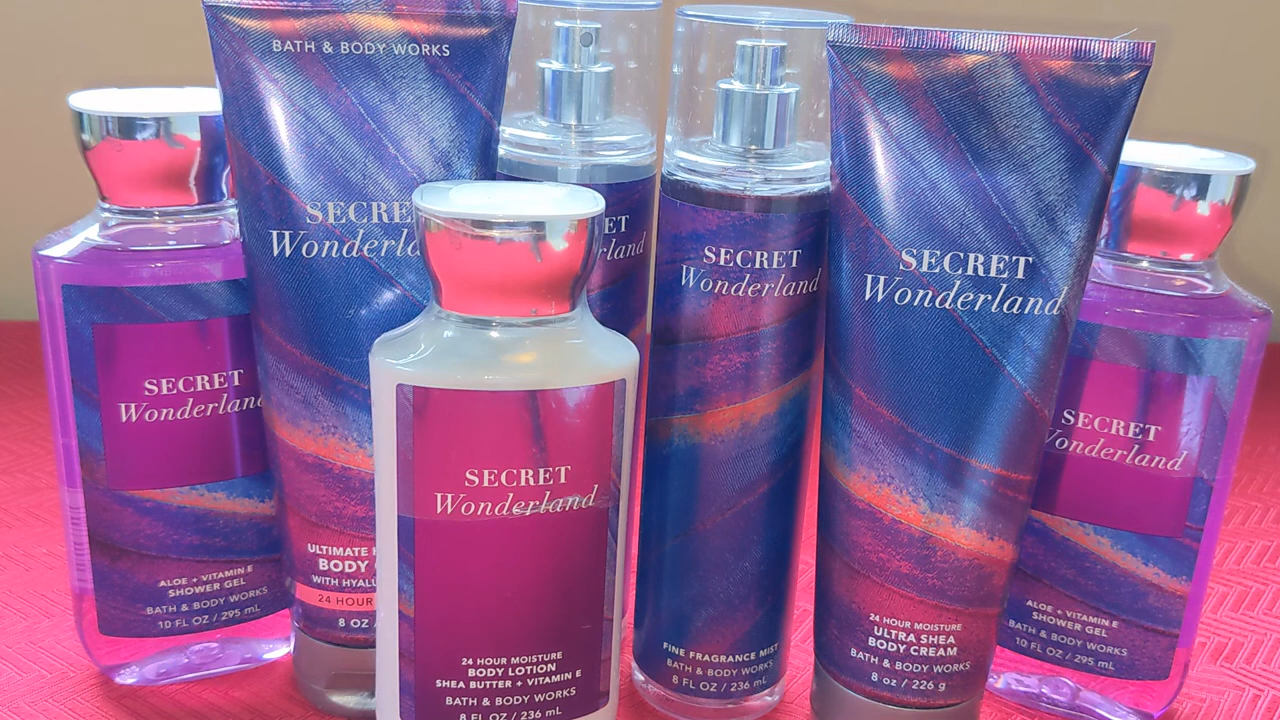 SECRET
Wonderland
ALOE + VITAMIN E
SHOWER GEL
BATH & BODY WORKS
10 FL OZ / 295 mL
BATH & BODY WORKS
SECRE
Wonderla
ULTIMATE
BODY
WITH
24 HOUR
8 OZ /
SECRET
Wonderland
24 HOUR MOISTURE
BODY LOTION
SHEA BUTTER + VITAMIN E
BATH & BODY WORKS
8 FL OZ / 236 mL
ET
rland
SECRET
Wonderland
FINE FRAGRANCE MIST
BATH & BODY WORKS
8 FL OZ / 236 mL
SECRET
Wonderland
24 HOUR MOISTURE
ULTRA SHEA
BODY CREAM
BATH & BODY WORKS
8 oz / 226 g
SECRET
Wonderland
ALOE + VITAMIN E
SHOWER GEL
BATH & BODY WORKS
10 FL OZ / 295 mL